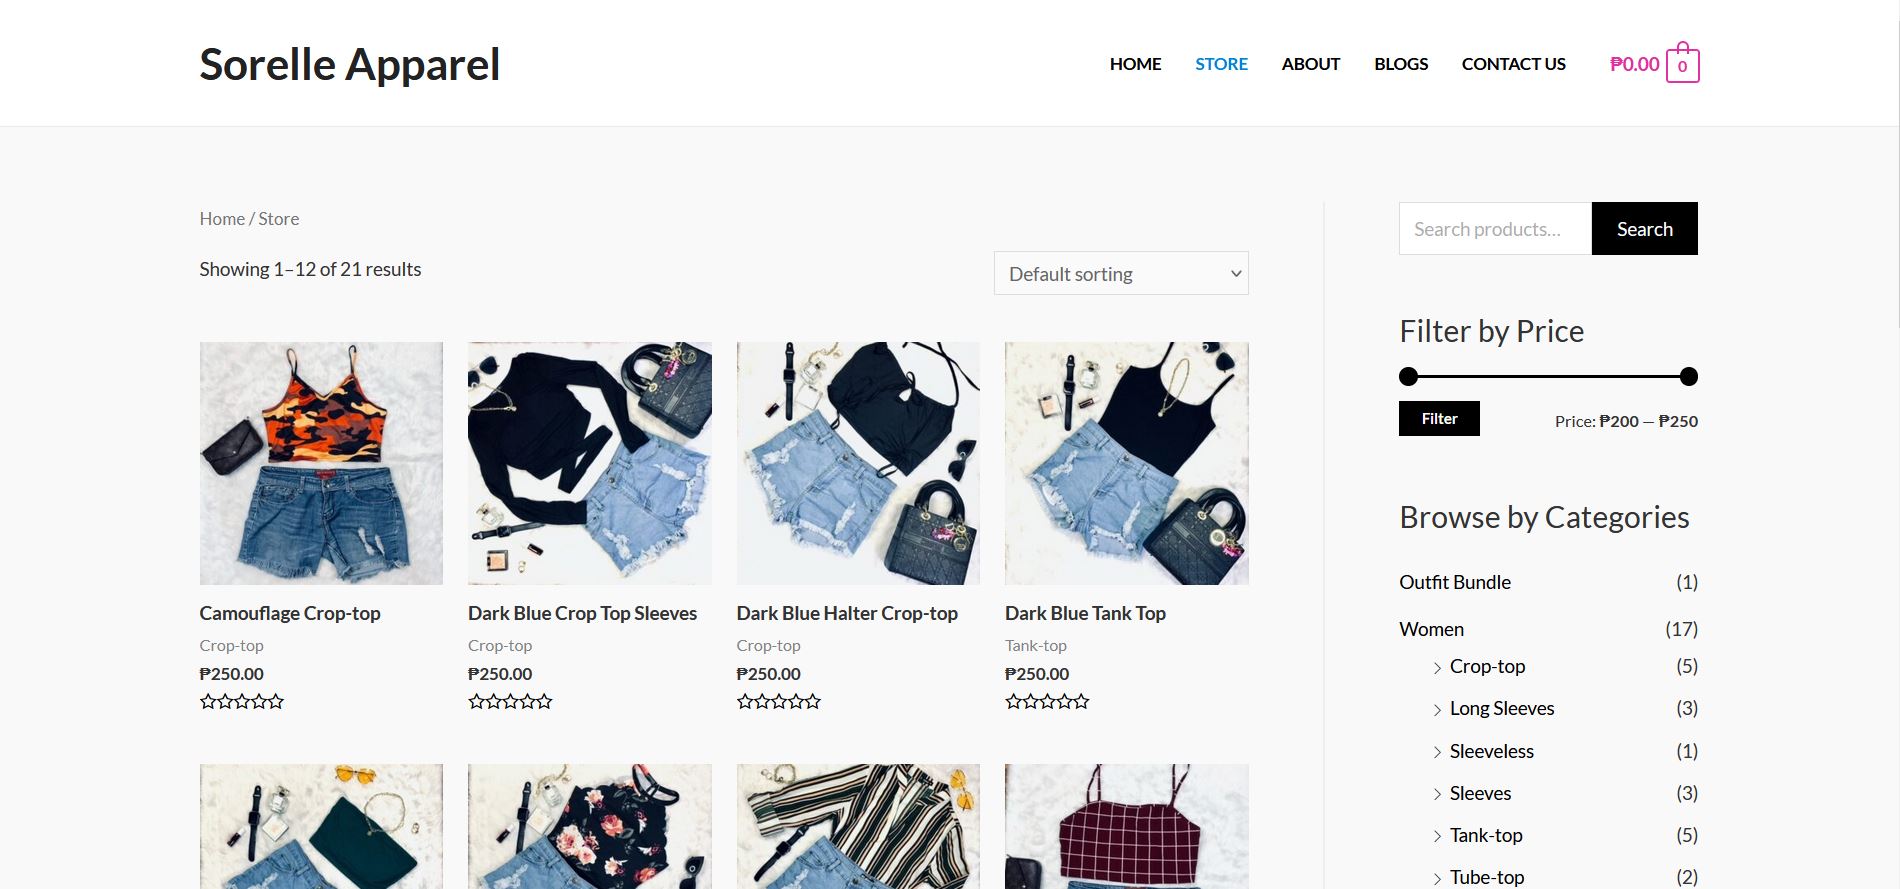 Sorelle Apparel
HOME STORE ABOUT BLOGS CONTACT US ₱0.00 0
Home / Store
Showing 1–12 of 21 results
Default sorting
Camouflage Crop-top
Crop-top
₱250.00
Dark Blue Crop Top Sleeves
Crop-top
₱250.00
Dark Blue Halter Crop-top
Crop-top
₱250.00
Dark Blue Tank Top
Tank-top
₱250.00
Search products...
Search
Filter by Price
Filter
Price: ₱200 — ₱250
Browse by Categories
Outfit Bundle (1)
Women (17)
Crop-top (5)
Long Sleeves (3)
Sleeveless (1)
Sleeves (3)
Tank-top (5)
Tube-top (2)